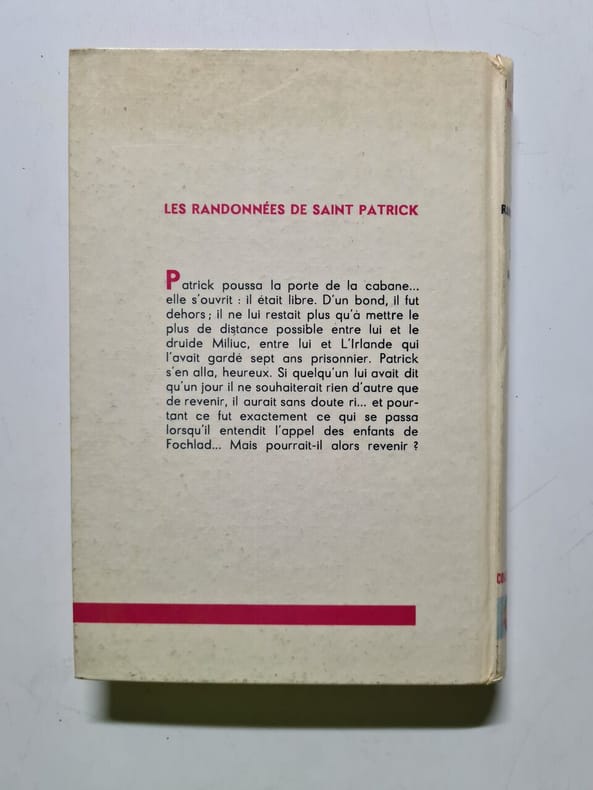 LES RANDONNÉES DE SAINT PATRICK
Patrick poussa la porte de la cabane...
elle s'ouvrit : il était libre. D'un bond, il fut
dehors ; il ne lui restait plus qu'à mettre le
plus de distance possible entre lui et le
druide Miliuc, entre lui et L'Irlande qui
l'avait gardé sept ans prisonnier. Patrick
s'en alla, heureux. Si quelqu'un lui avait dit
qu'un jour il ne souhaiterait rien d'autre que
de revenir, il aurait sans doute ri... et pour-
tant ce fut exactement ce qui se passa
lorsqu'il entendit l'appel des enfants de
Fochlad... Mais pourrait-il alors revenir ?